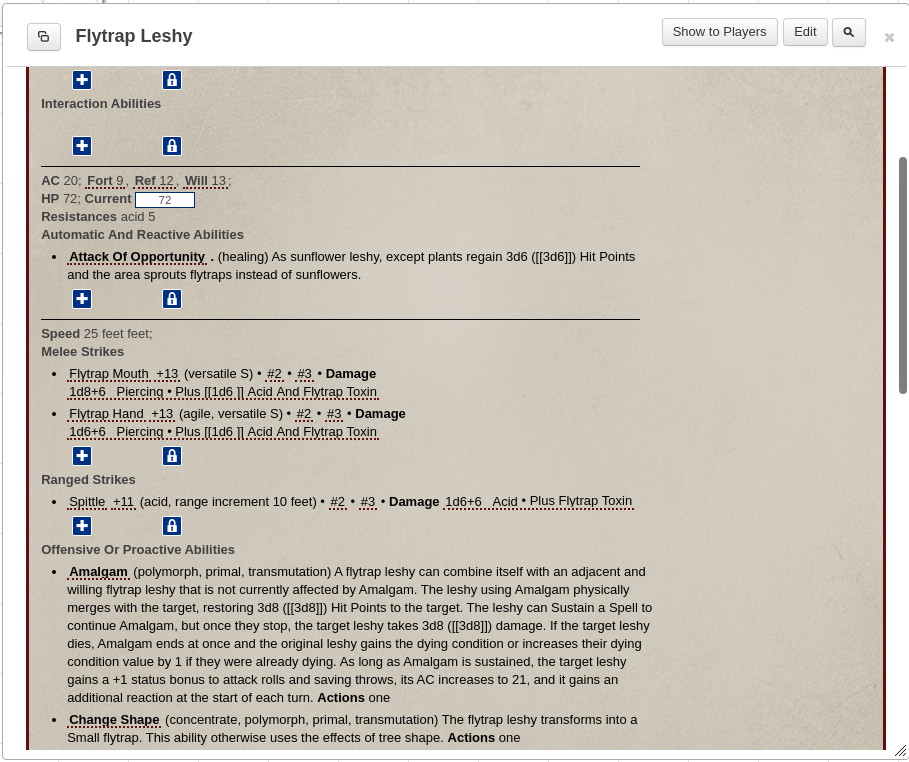 Flytrap Leshy
Show to Players Edit
Interaction Abilities
AC 20; Fort 9, Ref 12, Will 13;
HP 72; Current 72
Resistances acid 5
Automatic And Reactive Abilities
• Attack Of Opportunity . (healing) As sunflower leshy, except plants regain 3d6 ([[3d6]]) Hit Points
and the area sprouts flytraps instead of sunflowers.
Speed 25 feet feet;
Melee Strikes
• Flytrap Mouth +13 (versatile S) • #2 • #3 • Damage
1d8+6 Piercing • Plus [[1d6 ]] Acid And Flytrap Toxin
• Flytrap Hand +13 (agile, versatile S) • #2 • #3 • Damage
1d6+6 Piercing • Plus [[1d6 ]] Acid And Flytrap Toxin
Ranged Strikes
• Spittle +11 (acid, range increment 10 feet) • #2 • #3 • Damage 1d6+6 Acid • Plus Flytrap Toxin
Offensive Or Proactive Abilities
• Amalgam (polymorph, primal, transmutation) A flytrap leshy can combine itself with an adjacent and
willing flytrap leshy that is not currently affected by Amalgam. The leshy using Amalgam physically
merges with the target, restoring 3d8 ([[3d8]]) Hit Points to the target. The leshy can Sustain a Spell to
continue Amalgam, but once they stop, the target leshy takes 3d8 ([[3d8]]) damage. If the target leshy
dies, Amalgam ends at once and the original leshy gains the dying condition or increases their dying
condition value by 1 if they were already dying. As long as Amalgam is sustained, the target leshy
gains a +1 status bonus to attack rolls and saving throws, its AC increases to 21, and it gains an
additional reaction at the start of each turn. Actions one
• Change Shape (concentrate, polymorph, primal, transmutation) The flytrap leshy transforms into a
Small flytrap. This ability otherwise uses the effects of tree shape. Actions one